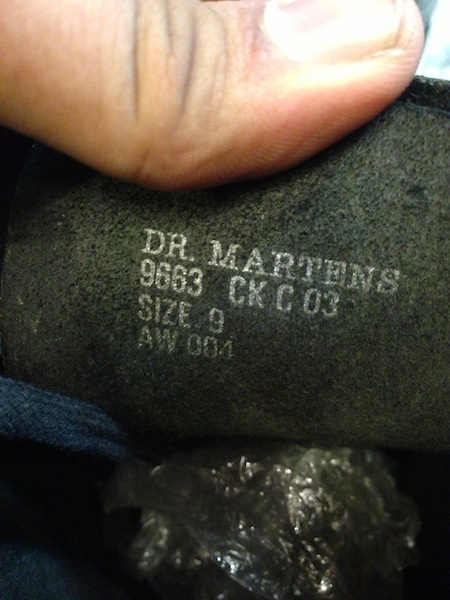 DR. MARTENS
9663 CK C 03
SIZE 9
AW 004